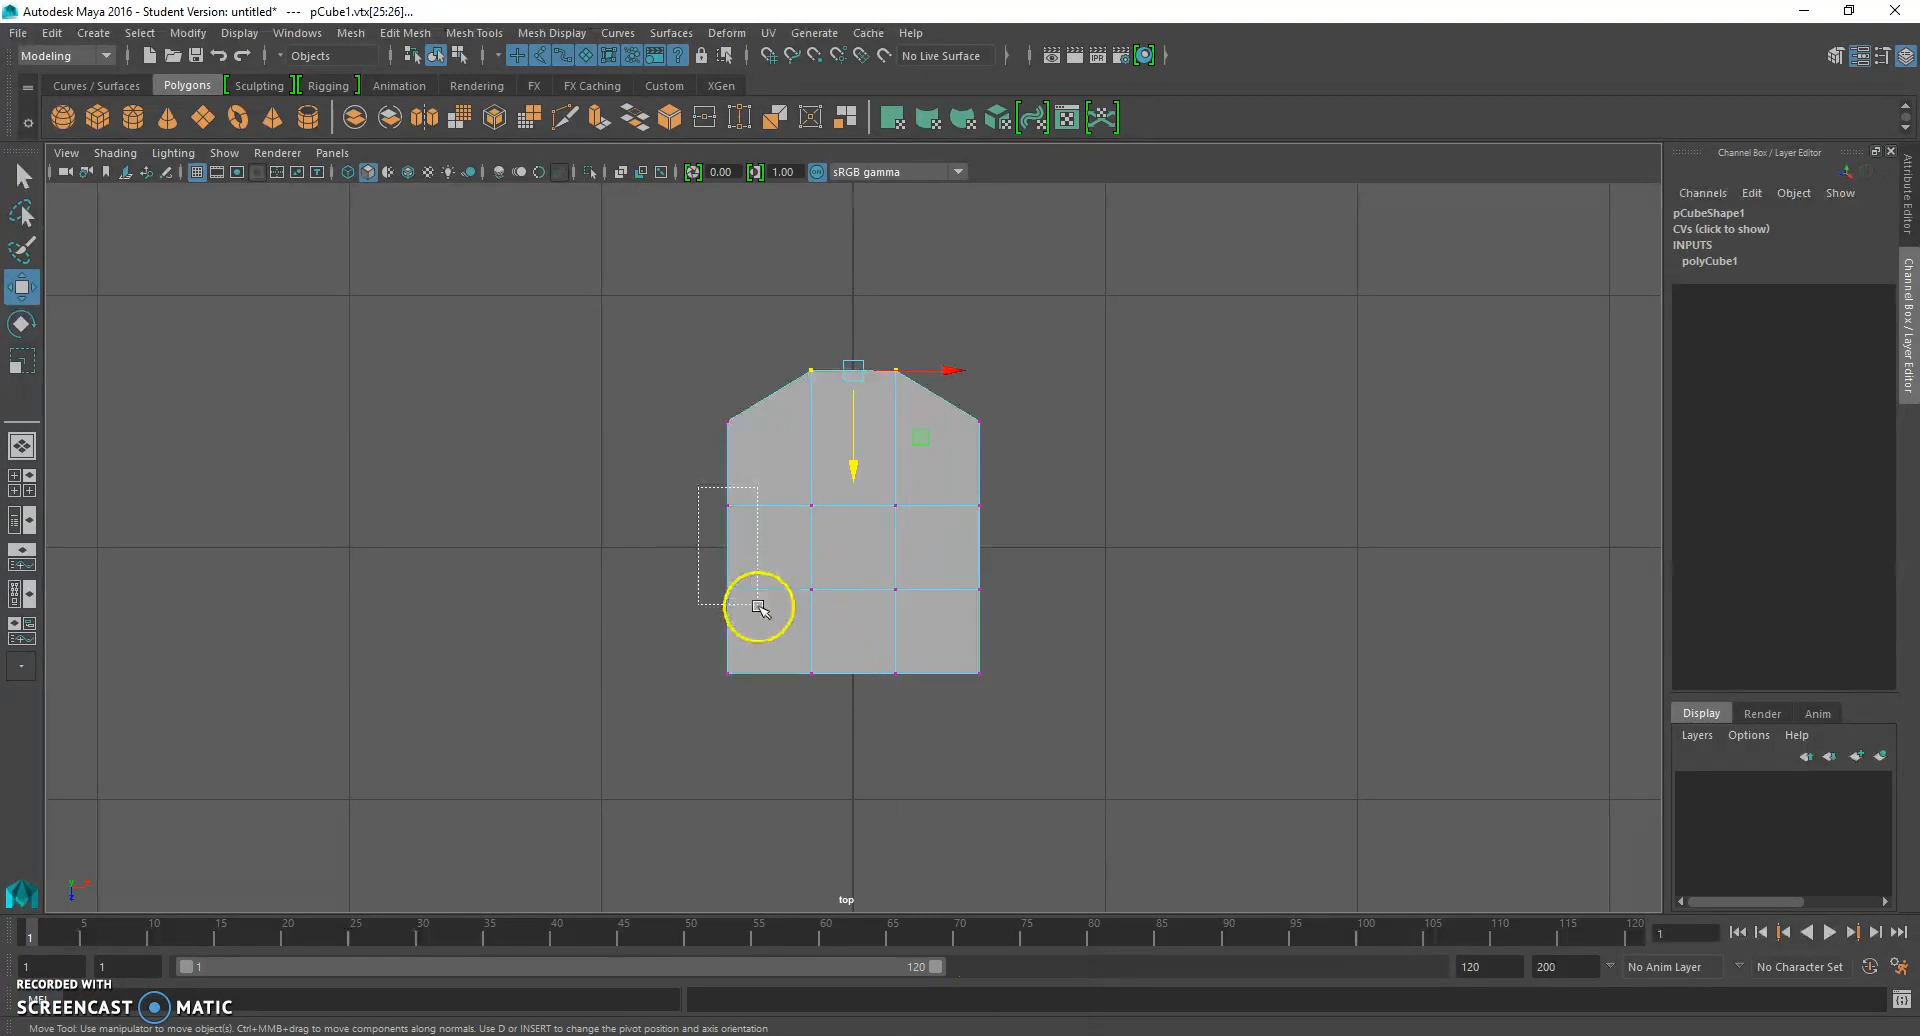 Autodesk Maya 2016 - Student Version: untitled* --- pCube1.vtx[25:26]...
File Edit Create Select Modify Display Windows Mesh Edit Mesh Mesh Tools Mesh Display Curves Surfaces Deform UV Generate Cache Help
Modeling Objects No Live Surface
Curves / Surfaces Polygons Sculpting Rigging Animation Rendering FX FX Caching Custom XGen
View Shading Lighting Show Renderer Panels
0.00 1.00 sRGB gamma
Channel Box / Layer Editor
Channels Edit Object Show
pCubeShape1
CVs (click to show)
INPUTS
polyCube1
Attribute Editor
Channel Box / Layer Editor
Display Render Anim
Layers Options Help
top
5 10 15 20 25 30 35 40 45 50 55 60 65 70 75 80 85 90 95 100 105 110 115 120
1 1
1 1 1 120 120 200 No Anim Layer No Character Set
RECORDED WITH
SCREENCAST MATIC
Move Tool: Use manipulator to move object(s). Ctrl+MMB+drag to move components along normals. Use D or INSERT to change the pivot position and axis orientation